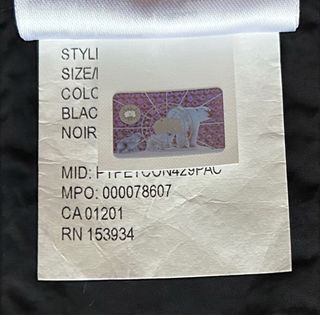 STYL
SIZE/
COLO
BLAC
NOIR
MID:
MPO: 000078607
CA 01201
RN 153934